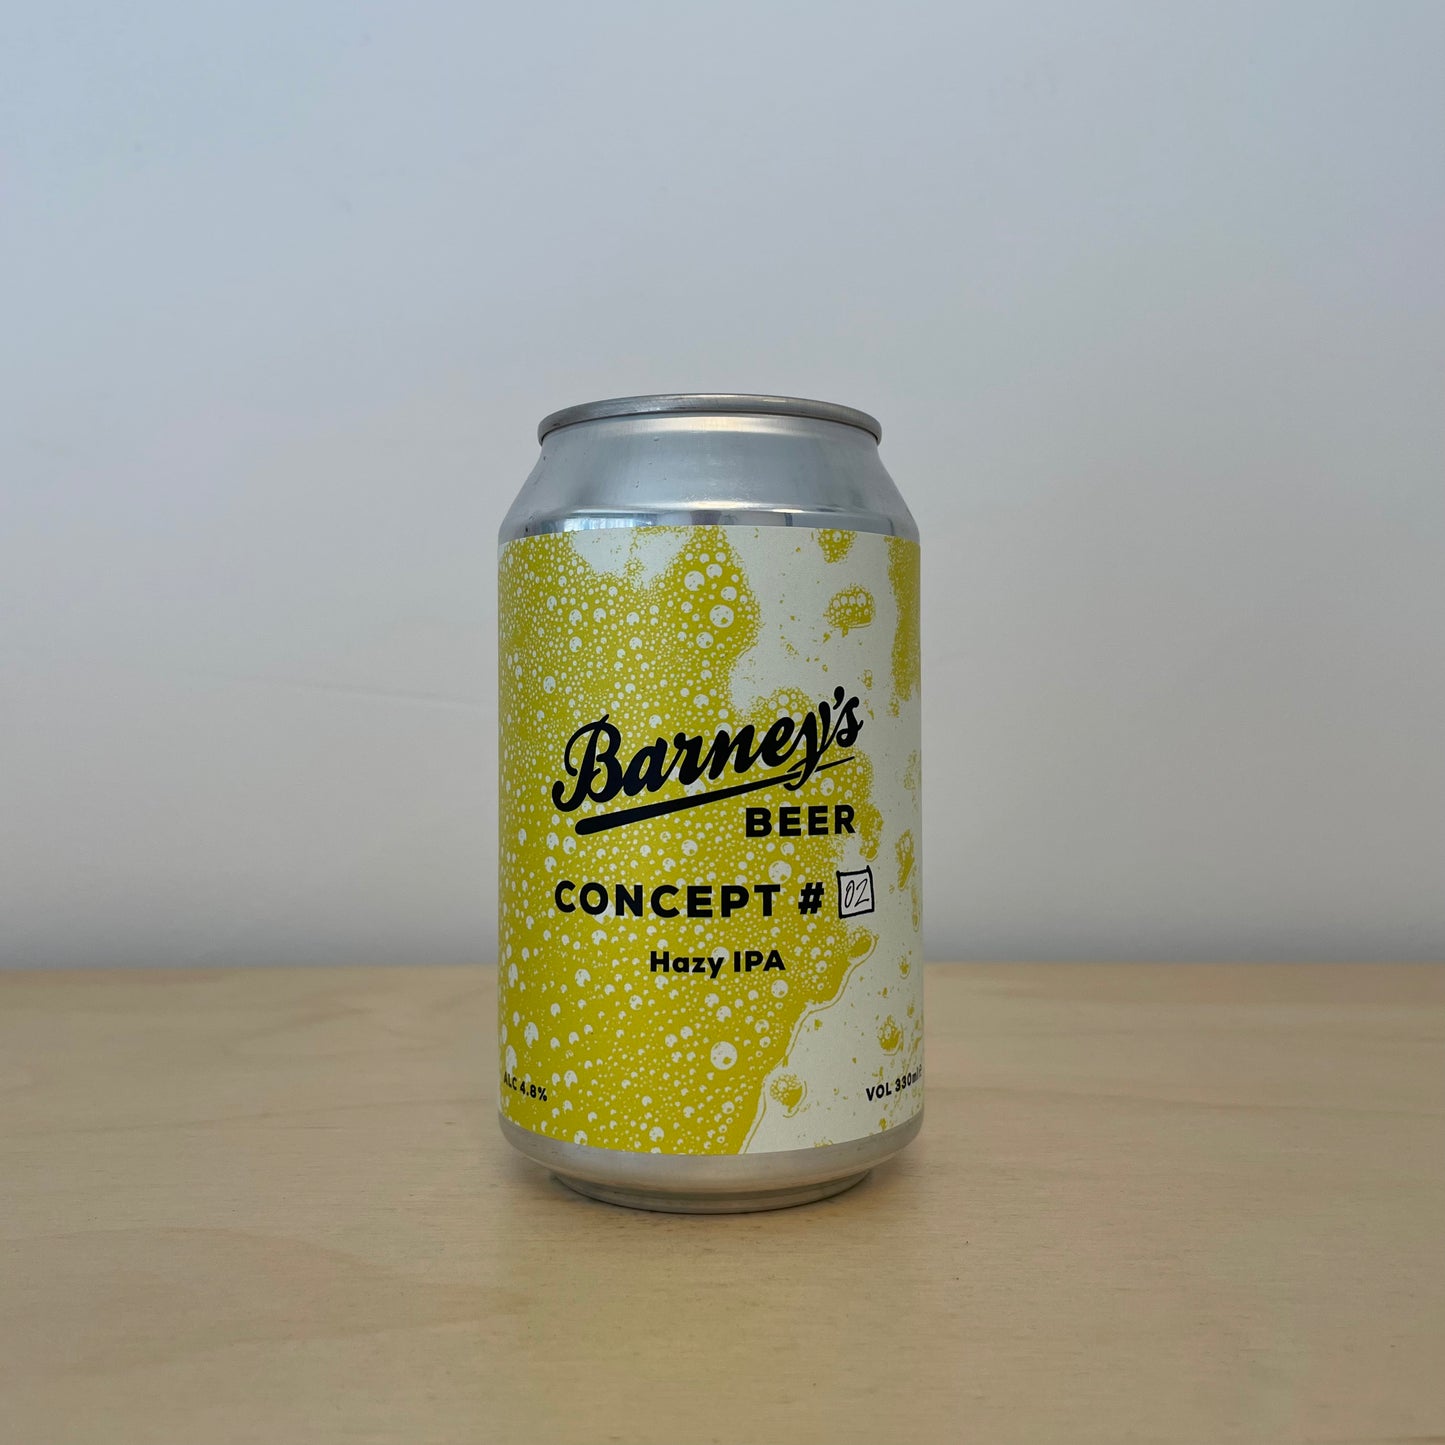 Barney's
BEER
CONCEPT # 02
Hazy IPA
ALC 4.8%
VOL 330ml